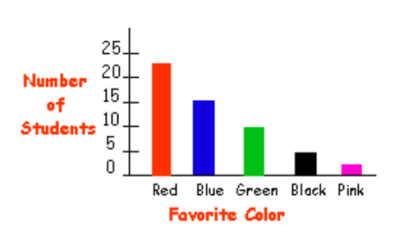 25
20
15
10
5
0
Number
of
Students
Red Blue Green Black Pink
Favorite Color